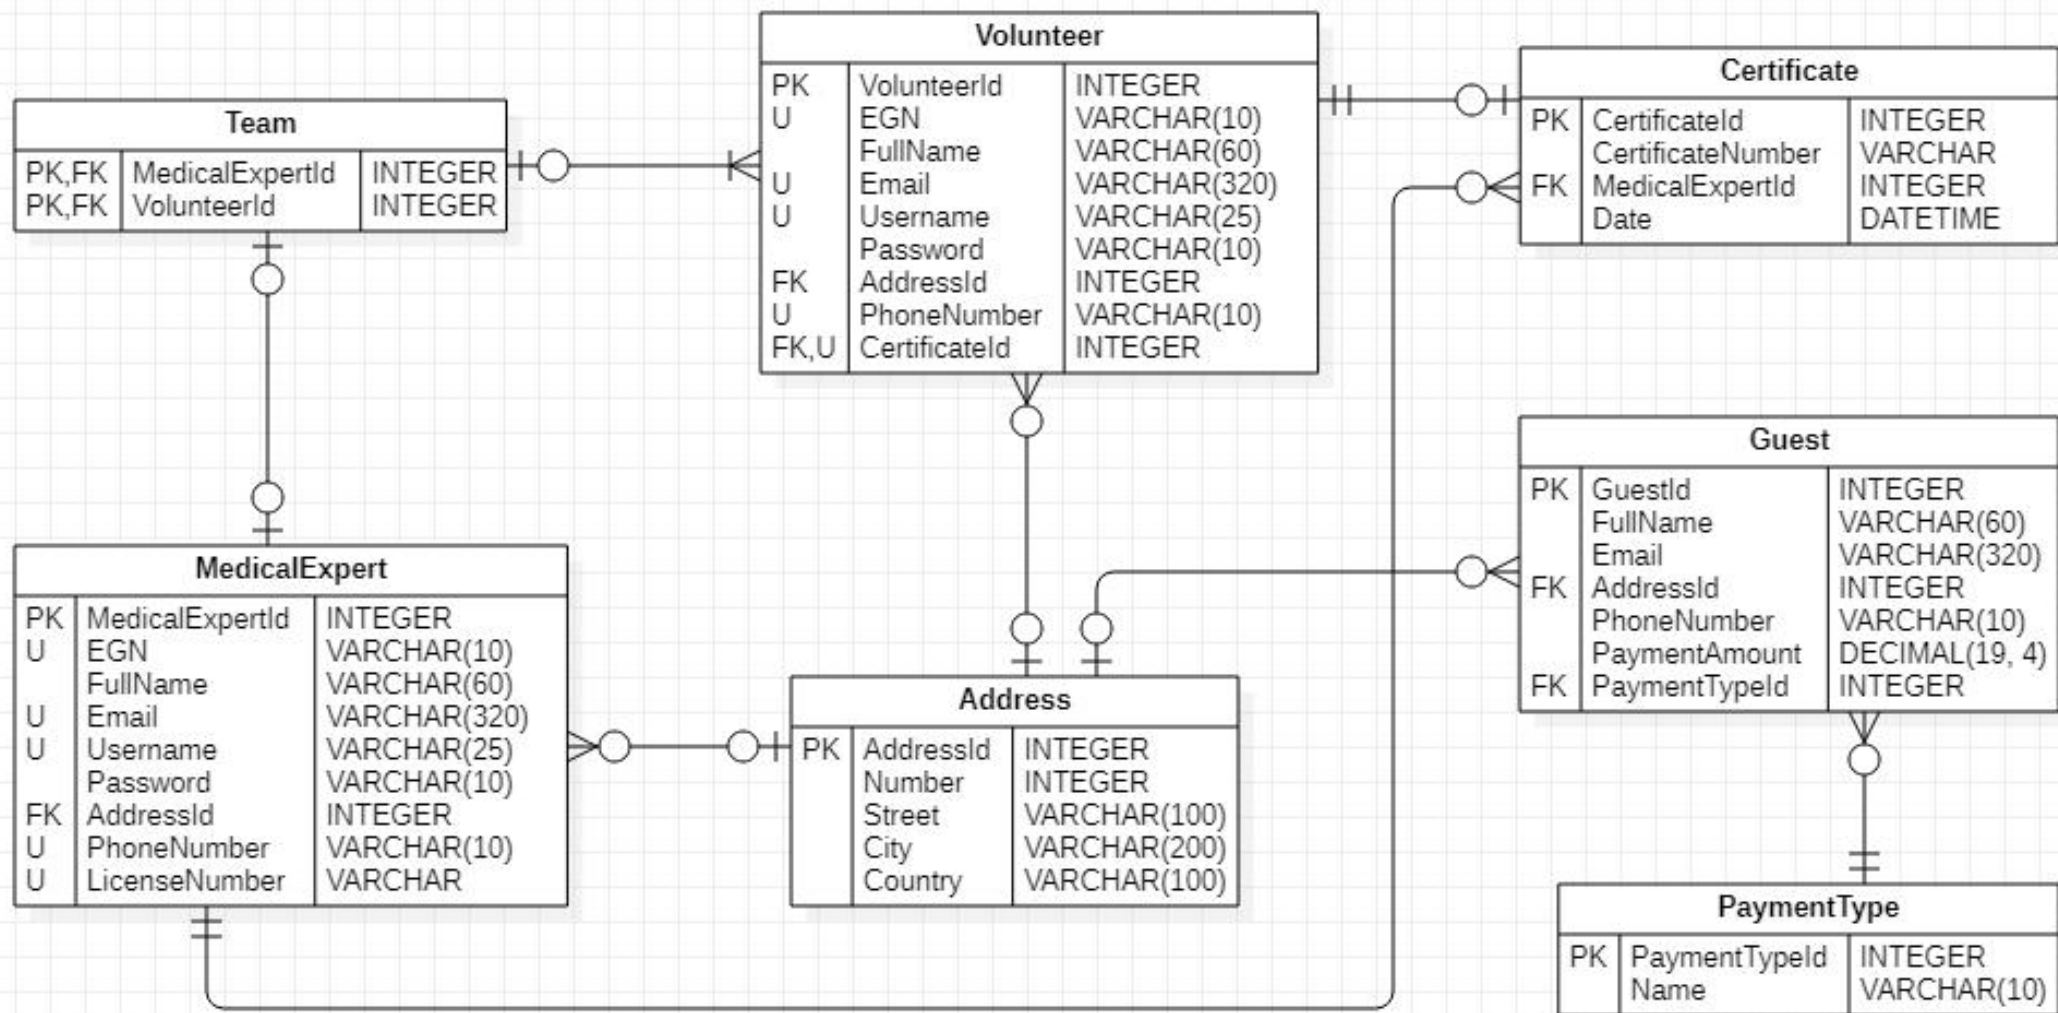 Team
PK,FK MedicalExpertId INTEGER
PK,FK VolunteerId INTEGER
Volunteer
PK VolunteerId INTEGER
U EGN VARCHAR(10)
FullName VARCHAR(60)
U Email VARCHAR(320)
U Username VARCHAR(25)
Password VARCHAR(10)
FK AddressId INTEGER
U PhoneNumber VARCHAR(10)
FK,U CertificateId INTEGER
Certificate
PK CertificateId INTEGER
CertificateNumber VARCHAR
FK MedicalExpertId INTEGER
Date DATETIME
MedicalExpert
PK MedicalExpertId INTEGER
U EGN VARCHAR(10)
FullName VARCHAR(60)
U Email VARCHAR(320)
U Username VARCHAR(25)
Password VARCHAR(10)
FK AddressId INTEGER
U PhoneNumber VARCHAR(10)
U LicenseNumber VARCHAR
Address
PK AddressId INTEGER
Number INTEGER
Street VARCHAR(100)
City VARCHAR(200)
Country VARCHAR(100)
Guest
PK GuestId INTEGER
FullName VARCHAR(60)
Email VARCHAR(320)
FK AddressId INTEGER
PhoneNumber VARCHAR(10)
PaymentAmount DECIMAL(19, 4)
FK PaymentTypeId INTEGER
PaymentType
PK PaymentTypeId INTEGER
Name VARCHAR(10)